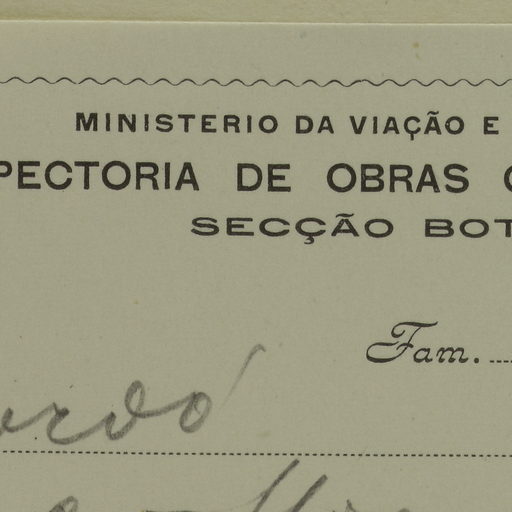 MINISTERIO DA VIAÇÃO E
PECTORIA DE OBRAS C
SECÇÃO BOT
Fam.